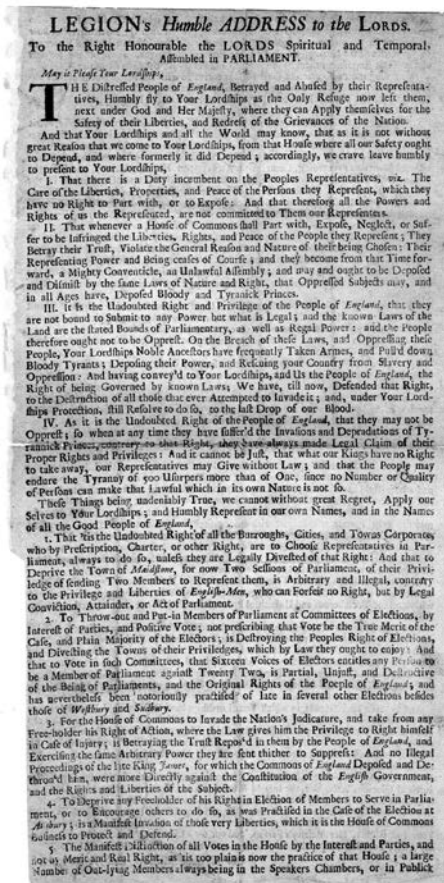 LEGION's Humble ADDRESS to the LORDS.
To the Right Honourable the LORDS Spiritual and Temporal,
Assembled in PARLIAMENT.
May it Please Your Lordships,
THE Distressed People of England, Betrayed and Abused by their Representa-
tives, Humbly fly to Your Lordships as the Only Refuge now left them,
next under God and Her Majesty, where they can Apply themselves for the
Safety of their Liberties, and Redress of the Grievances of the Nation.
And that Your Lordships and all the World may know, that as it is not without
great Reason that we come to Your Lordships, from that House where all our Safety ought
to Depend, and where formerly it did Depend; accordingly, we crave leave humbly
to present to Your Lordships,
I. That there is a Duty incumbent on the Peoples Representatives, viz. The
Care of the Liberties, Properties, and Peace of the Persons they Represent, which they
have no Right to Part with, or to Expose: And that therefore all the Powers and
Rights of us the Represented, are not committed to Them our Representers.
II. That whenever a House of Commons shall Part with, Expose, Neglect, or Suf-
fer to be Infringed the Liberties, Rights, and Peace of the People they Represent; They
Betray their Trust, Violate the General Reason and Nature of their being Chosen: Their
Representing Power and Being ceases of Course; and they become from that Time for-
ward, a Mighty Conventicle, an Unlawful Assembly; and may and ought to be Deposed
and Dismist by the same Laws of Nature and Right, that Oppressed Subjects may, and
in all Ages have, Deposed Bloody and Tyranick Princes.
III. It is the Undoubted Right and Privilege of the People of England, that they
are not bound to Submit to any Power but what is Legal; and the known Laws of the
Land are the stated Bounds of Parliamentary, as well as Regal Power: and the People
therefore ought not to be Opprest. On the Breach of these Laws, and Oppressing these
People, Your Lordships Noble Ancestors have frequently Taken Armes, and Pull'd down
Bloody Tyrants; Deposing their Power, and Rescuing your Country from Slavery and
Oppression: And having convey'd to Your Lordships, and Us the People of England, the
Right of being Governed by known Laws; We have, till now, Defended that Right,
to the Destruction of all those that ever Attempted to Invade it; and, under Your Lord-
ships Protection, still Resolve to do so, to the last Drop of our Blood.
IV. As it is the Undoubted Right of the People of England, that they may not be
Opprest; so when at any time they have suffer'd the Invasions and Depradations of Ty-
rannick Princes, contrary to that Right, they have always made Legal Claim of their
Proper Rights and Privileges: And it cannot be Just, that what our Kings have no Right
to take away, our Representatives may Give without Law; and that the People may
endure the Tyranny of 500 Usurpers more than of One, since no Number or Quality
of Persons can make that Lawful which in its own Nature is not so.
These Things being undeniably True, we cannot without great Regret, Apply our
Selves to Your Lordships; and Humbly Represent in our own Names, and in the Names
of all the Good People of England,
1. That 'tis the Undoubted Right of all the Burroughs, Cities, and Towns Corporate,
who by Prescription, Charter, or other Right, are to Choose Representatives in Par-
liament, always to do so, unless they are Legally Divested of that Right: And that to
Deprive the Town of Maidstone, for now Two Sessions of Parliament, of their Privi-
ledge of sending Two Members to Represent them, is Arbitrary and Illegal, contrary
to the Privilege and Liberties of English-Men, who can Forfeit no Right, but by Legal
Conviction, Attainder, or Act of Parliament.
2. To Throw-out and Put-in Members of Parliament at Committees of Elections, by
Interest of Parties, and Positive Vote; not prescribing that Vote be the True Merit of the
Case, and Plain Majority of the Electors; is Destroying the Peoples Right of Elections,
and Divesting the Towns of their Priviledges, which by Law they ought to enjoy: And
that to Vote in such Committees, that Sixteen Voices of Electors entitles any Person to
be a Member of Parliament against Twenty Two, is Partial, Unjust, and Destructive
of the Being of Parliaments, and the Original Rights of the People of England; and
has nevertheless been notoriously practised of late in several other Elections besides
those of Westbury and Sudbury.
3. For the House of Commons to Invade the Nation's Judicature, and take from any
Free-holder his Right of Action, where the Law gives him the Privilege to Right himself
in Case of Injury; is Betraying the Trust Repos'd in them by the People of England, and
Exercising the same Arbitrary Power they are sent thither to Suppress: And no Illegal
Proceedings of the late King James, for which the Commons of England Deposed and De-
thron'd him, were more Directly against the Constitution of the English Government,
and the Rights and Liberties of the Subject.
4. To Deprive any Freeholder of his Right in Election of Members to Serve in Parlia-
ment, or to Encourage others to do so, as was Practised in the Case of the Election at
Ailsbury; is a Manifest Invasion of those very Liberties, which it is the House of Commons
Business to Protect and Defend.
5. The Manifest Distinction of all Votes in the House by the Interest and Parties, and
not by Merit and Real Right, as 'tis too plain is now the practice of that House; a large
Number of Out-lying Members always being in the Speakers Chambers, or in Publick